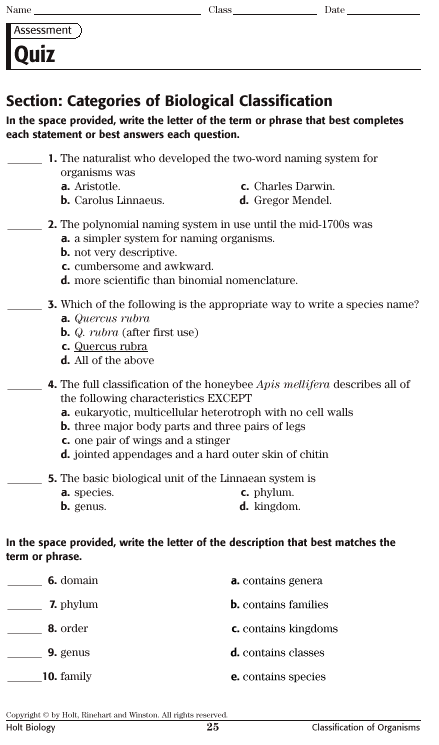 Name Class Date
Assessment
Quiz
Section: Categories of Biological Classification
In the space provided, write the letter of the term or phrase that best completes
each statement or best answers each question.
1. The naturalist who developed the two-word naming system for
organisms was
a. Aristotle. c. Charles Darwin.
b. Carolus Linnaeus. d. Gregor Mendel.
2. The polynomial naming system in use until the mid-1700s was
a. a simpler system for naming organisms.
b. not very descriptive.
c. cumbersome and awkward.
d. more scientific than binomial nomenclature.
3. Which of the following is the appropriate way to write a species name?
a. Quercus rubra
b. Q. rubra (after first use)
c. Quercus rubra
d. All of the above
4. The full classification of the honeybee Apis mellifera describes all of
the following characteristics EXCEPT
a. eukaryotic, multicellular heterotroph with no cell walls
b. three major body parts and three pairs of legs
c. one pair of wings and a stinger
d. jointed appendages and a hard outer skin of chitin
5. The basic biological unit of the Linnaean system is
a. species. c. phylum.
b. genus. d. kingdom.
In the space provided, write the letter of the description that best matches the
term or phrase.
6. domain a. contains genera
7. phylum b. contains families
8. order c. contains kingdoms
9. genus d. contains classes
10. family e. contains species
Copyright © by Holt, Rinehart and Winston. All rights reserved.
Holt Biology 25 Classification of Organisms